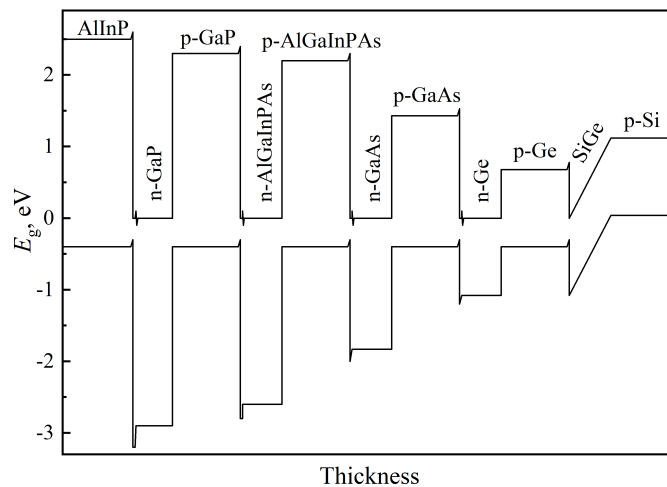 AlInP
p-GaP
p-AlGaInPAs
p-GaAs
p-Ge
SiGe
p-Si
n-GaP
n-AlGaInPAs
n-GaAs
n-Ge
2
1
0
-1
-2
-3
Eg, eV
Thickness